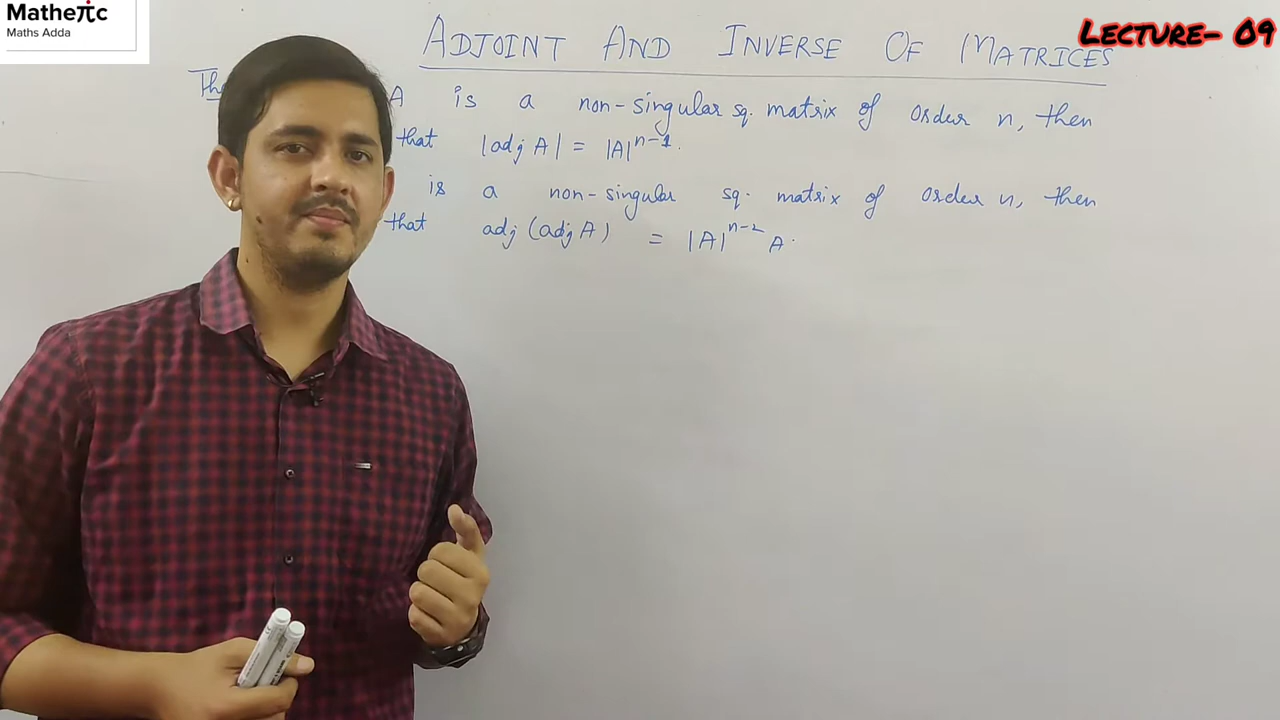 Matheπc
Maths Adda
LECTURE- 09
ADJOINT AND INVERSE OF MATRICES
A is a non-singular sq. matrix of order n, then
that |adj A| = |A|^{n-1}.
is a non-singular sq. matrix of order n, then
that adj (adj A) = |A|^{n-2} A.